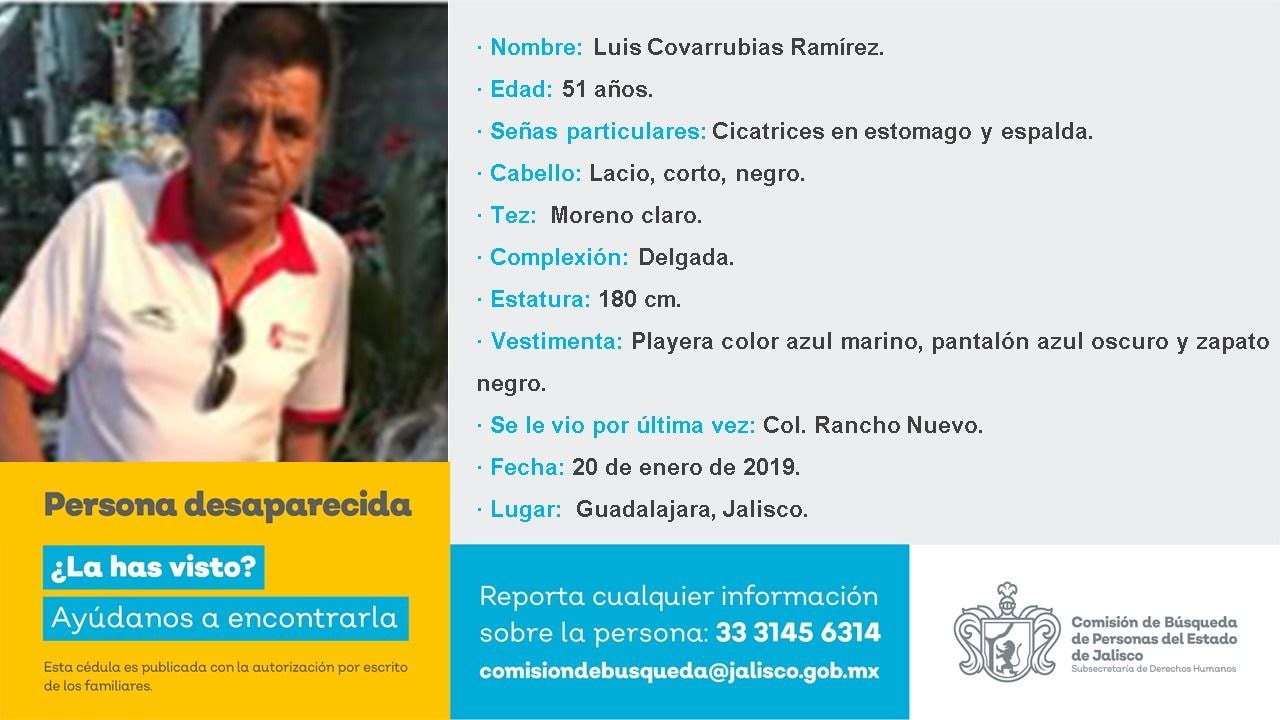 · Nombre: Luis Covarrubias Ramírez.
· Edad: 51 años.
· Señas particulares: Cicatrices en estomago y espalda.
· Cabello: Lacio, corto, negro.
· Tez: Moreno claro.
· Complexión: Delgada.
· Estatura: 180 cm.
· Vestimenta: Playera color azul marino, pantalón azul oscuro y zapato
negro.
· Se le vio por última vez: Col. Rancho Nuevo.
· Fecha: 20 de enero de 2019.
· Lugar: Guadalajara, Jalisco.
Persona desaparecida
¿La has visto?
Ayúdanos a encontrarla
Esta cédula es publicada con la autorización por escrito
de los familiares.
Reporta cualquier información
sobre la persona: 33 3145 6314
comisiondebusqueda@jalisco.gob.mx
Comisión de Búsqueda
de Personas del Estado
de Jalisco
Subsecretaría de Derechos Humanos